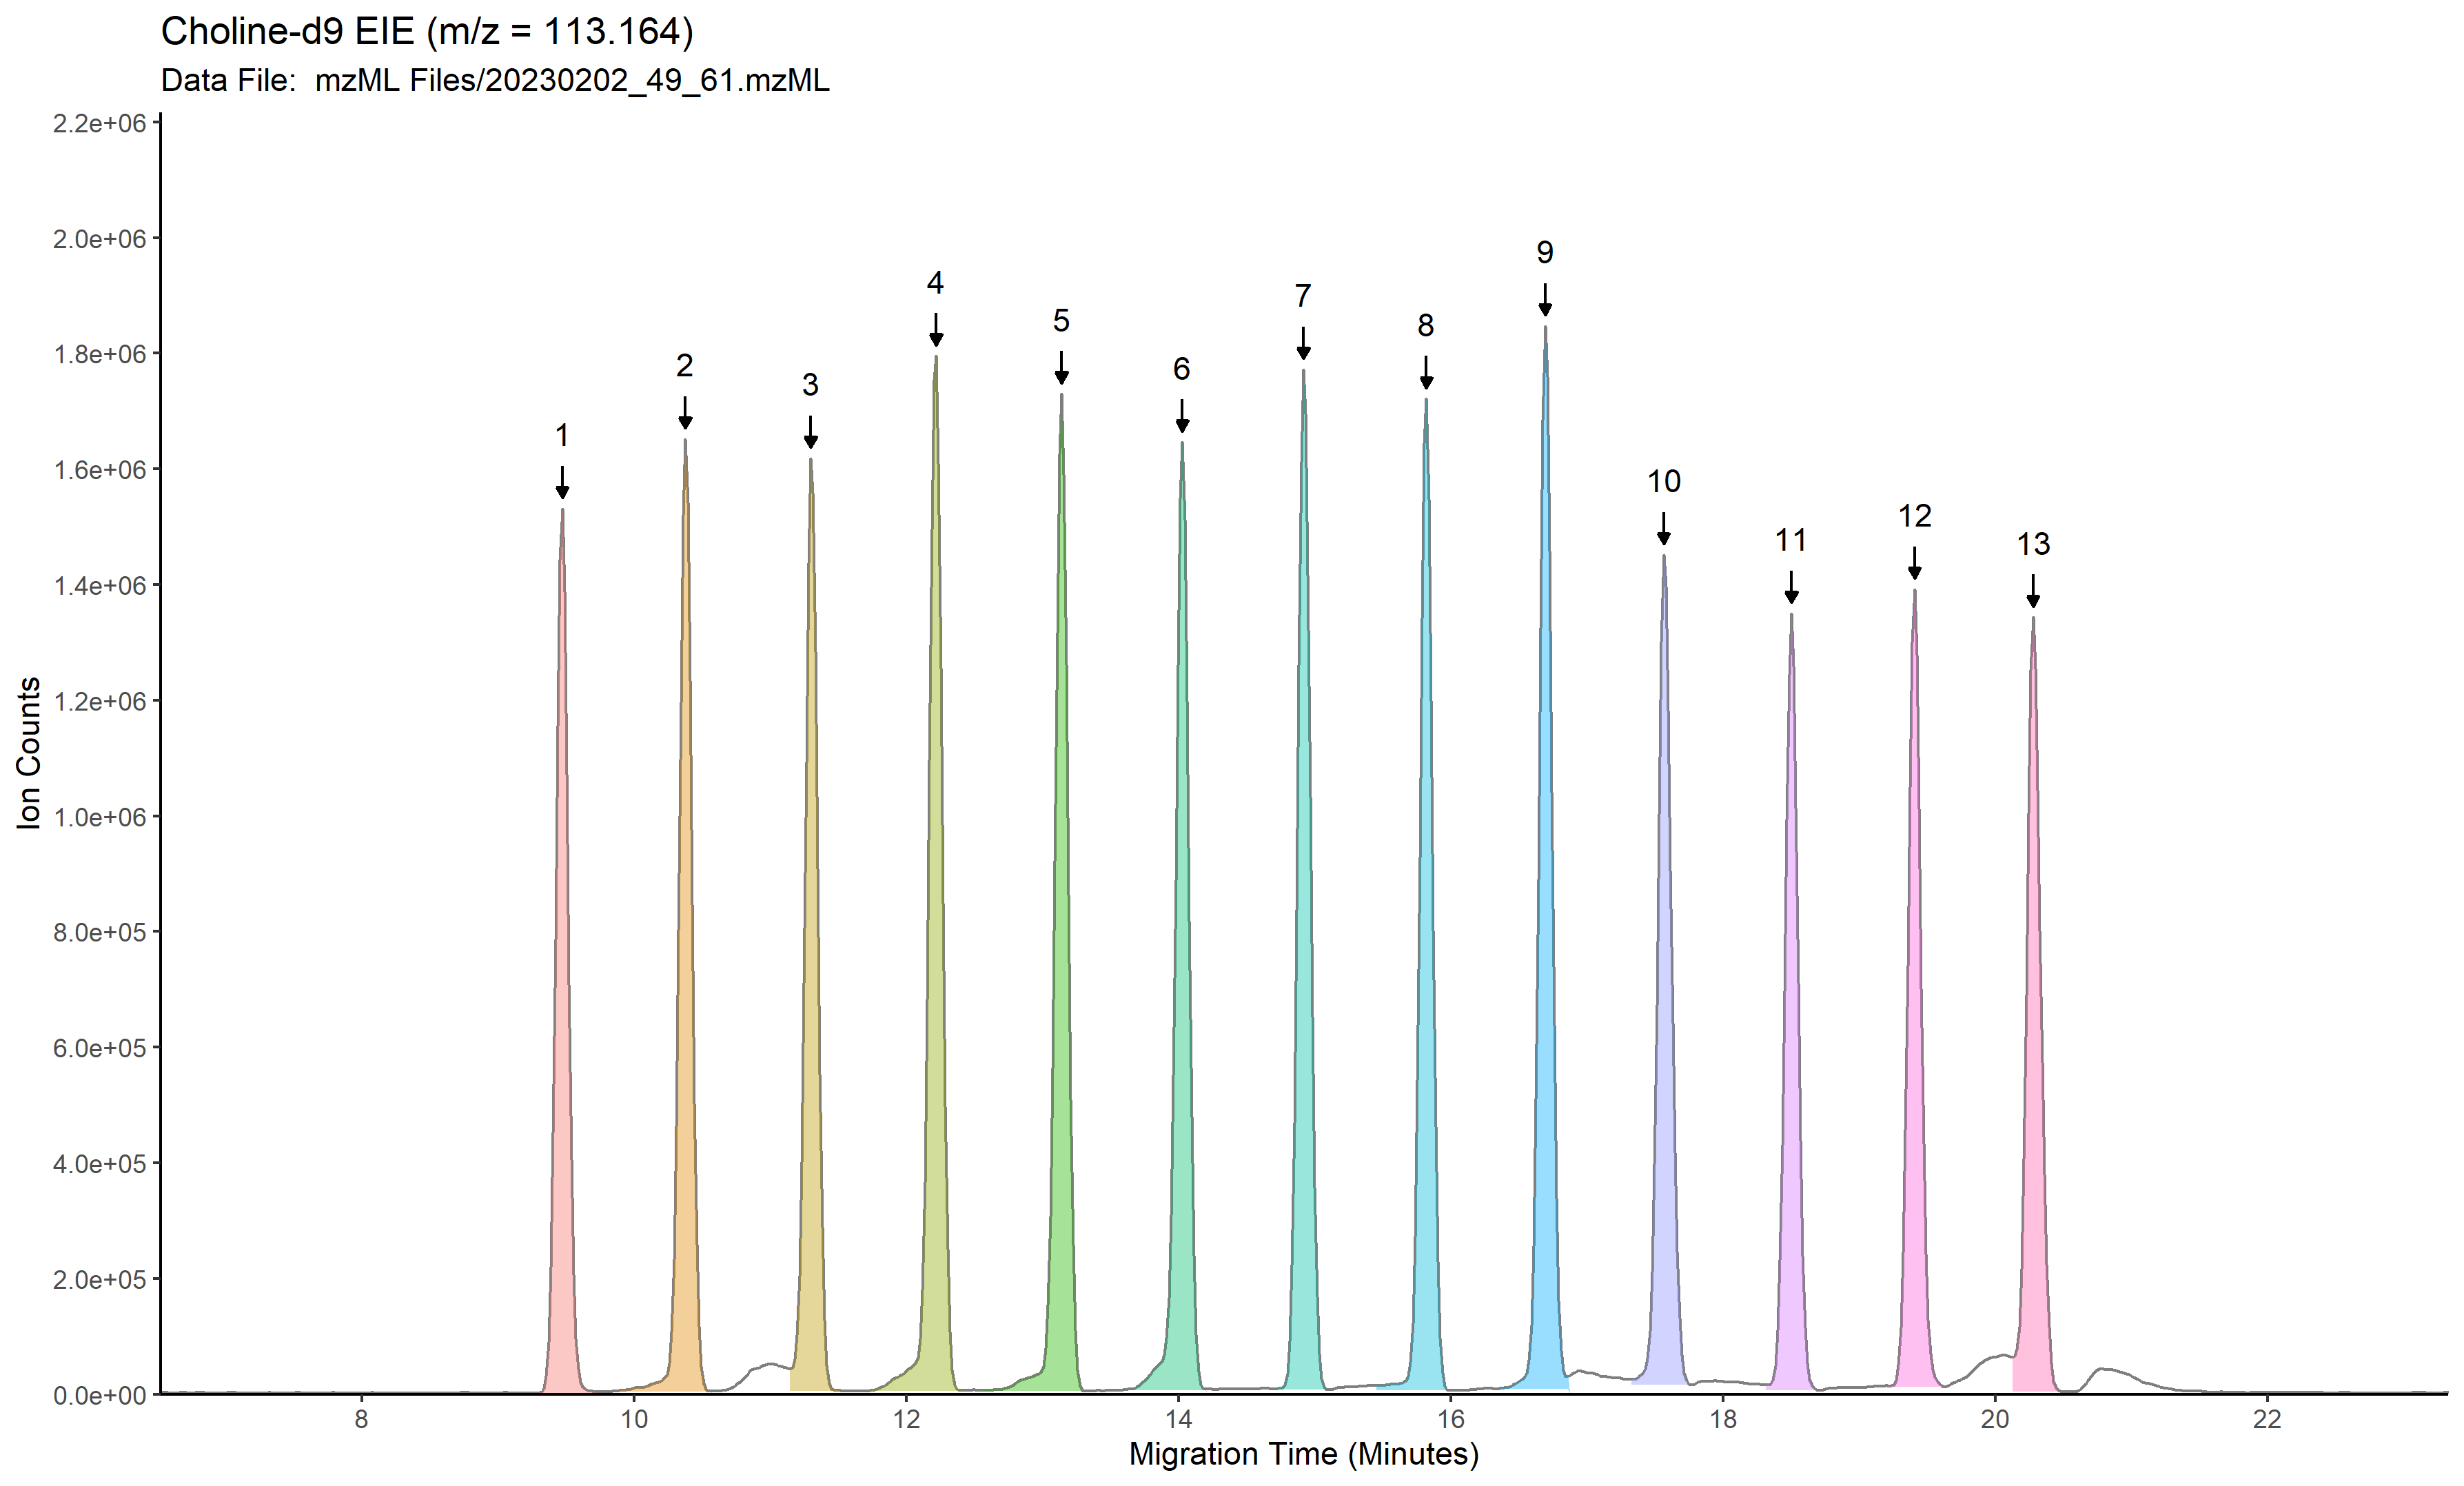 Choline-d9 EIE (m/z = 113.164)
Data File:  mzML Files/20230202_49_61.mzML
2.2e+06
2.0e+06
1.8e+06
1.6e+06
1.4e+06
1.2e+06
1.0e+06
8.0e+05
6.0e+05
4.0e+05
2.0e+05
0.0e+00
Ion Counts
1
2
3
4
5
6
7
8
9
10
11
12
13
8 10 12 14 16 18 20 22
Migration Time (Minutes)